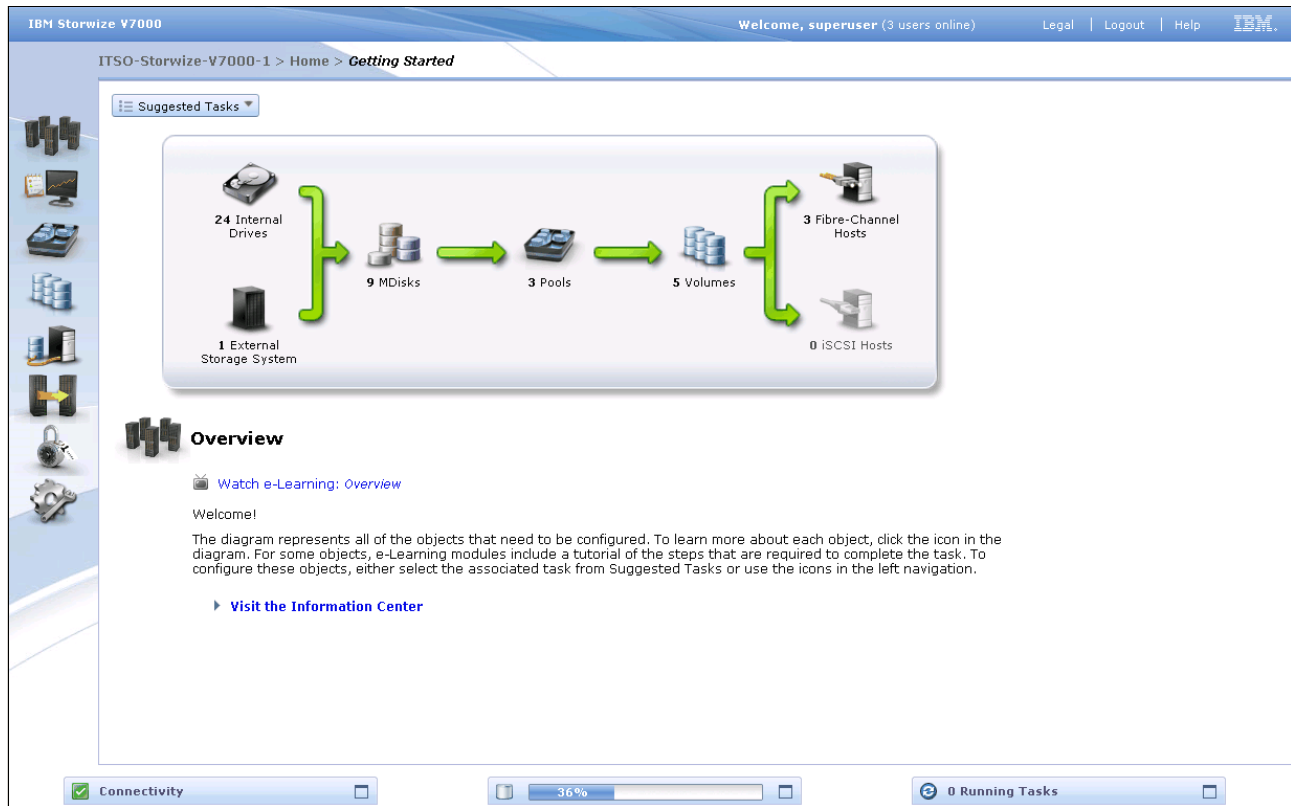 IBM Storwize V7000
Welcome, superuser (3 users online)
Legal | Logout | Help
IBM.
ITSO-Storwize-V7000-1 > Home > Getting Started
Suggested Tasks
24 Internal
Drives
1 External
Storage System
9 MDisks
3 Pools
5 Volumes
3 Fibre-Channel
Hosts
0 iSCSI Hosts
Overview
Watch e-Learning: Overview
Welcome!
The diagram represents all of the objects that need to be configured. To learn more about each object, click the icon in the
diagram. For some objects, e-Learning modules include a tutorial of the steps that are required to complete the task. To
configure these objects, either select the associated task from Suggested Tasks or use the icons in the left navigation.
Visit the Information Center
Connectivity
36%
0 Running Tasks